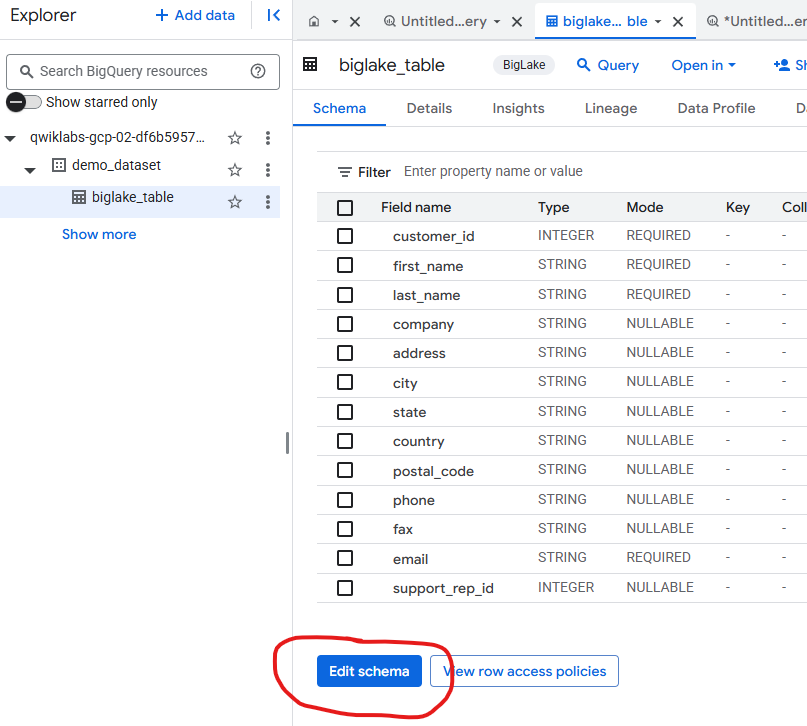 Explorer
+ Add data
Untitled...ery
biglake... ble
*Untitled...er
Search BigQuery resources
Show starred only
qwiklabs-gcp-02-df6b5957...
demo_dataset
biglake_table
Show more
biglake_table
BigLake
Query
Open in
Sh
Schema
Details
Insights
Lineage
Data Profile
Da
Filter
Enter property name or value
Field name Type Mode Key Coll
customer_id INTEGER REQUIRED - -
first_name STRING REQUIRED - -
last_name STRING REQUIRED - -
company STRING NULLABLE - -
address STRING NULLABLE - -
city STRING NULLABLE - -
state STRING NULLABLE - -
country STRING NULLABLE - -
postal_code STRING NULLABLE - -
phone STRING NULLABLE - -
fax STRING NULLABLE - -
email STRING REQUIRED - -
support_rep_id INTEGER NULLABLE - -
Edit schema
View row access policies